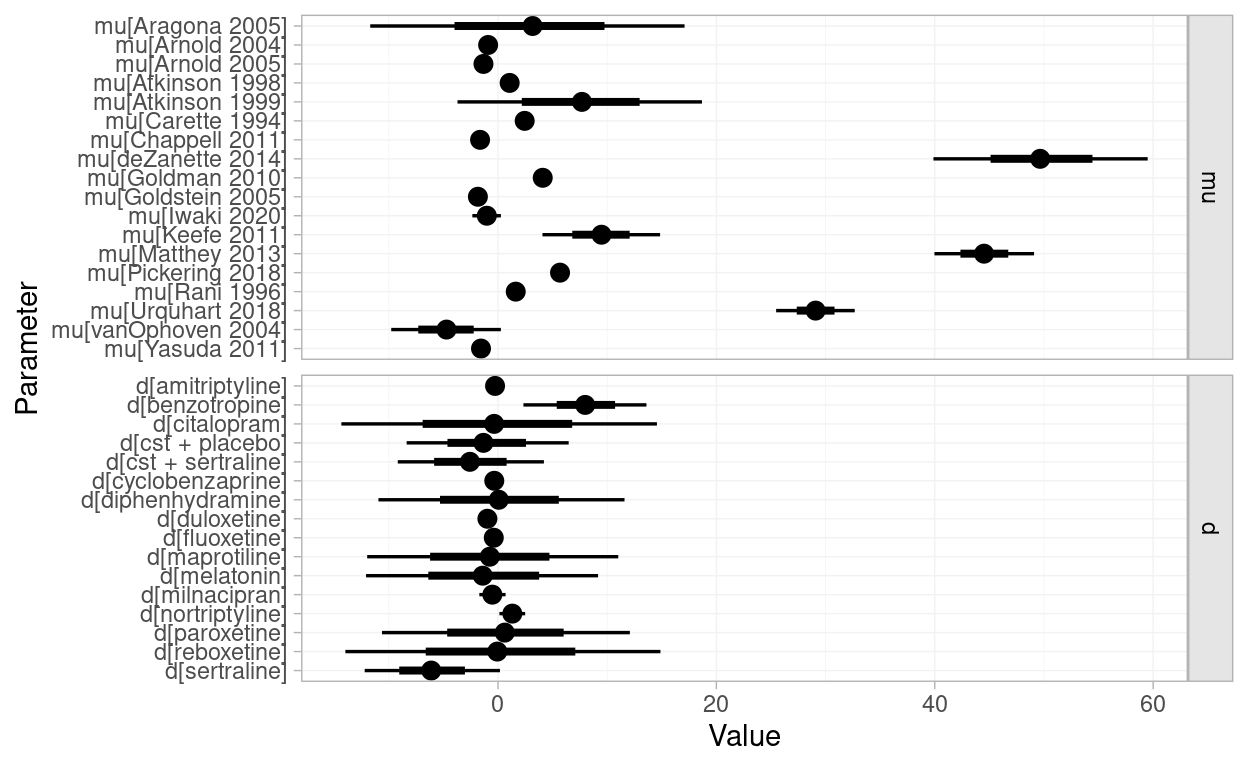 mu[Aragona 2005]
mu[Arnold 2004]
mu[Arnold 2005]
mu[Atkinson 1998]
mu[Atkinson 1999]
mu[Carette 1994]
mu[Chappell 2011]
mu[deZanette 2014]
mu[Goldman 2010]
mu[Goldstein 2005]
mu[Iwaki 2020]
mu[Keefe 2011]
mu[Matthey 2013]
mu[Pickering 2018]
mu[Rani 1996]
mu[Urquhart 2018]
mu[vanOphoven 2004]
mu[Yasuda 2011]
mu
d[amitriptyline]
d[benzotropine]
d[citalopram]
d[cst + placebo]
d[cst + sertraline]
d[cyclobenzaprine]
d[diphenhydramine]
d[duloxetine]
d[fluoxetine]
d[maprotiline]
d[melatonin]
d[milnacipran]
d[nortriptyline]
d[paroxetine]
d[reboxetine]
d[sertraline]
d
Parameter
0 20 40 60
Value